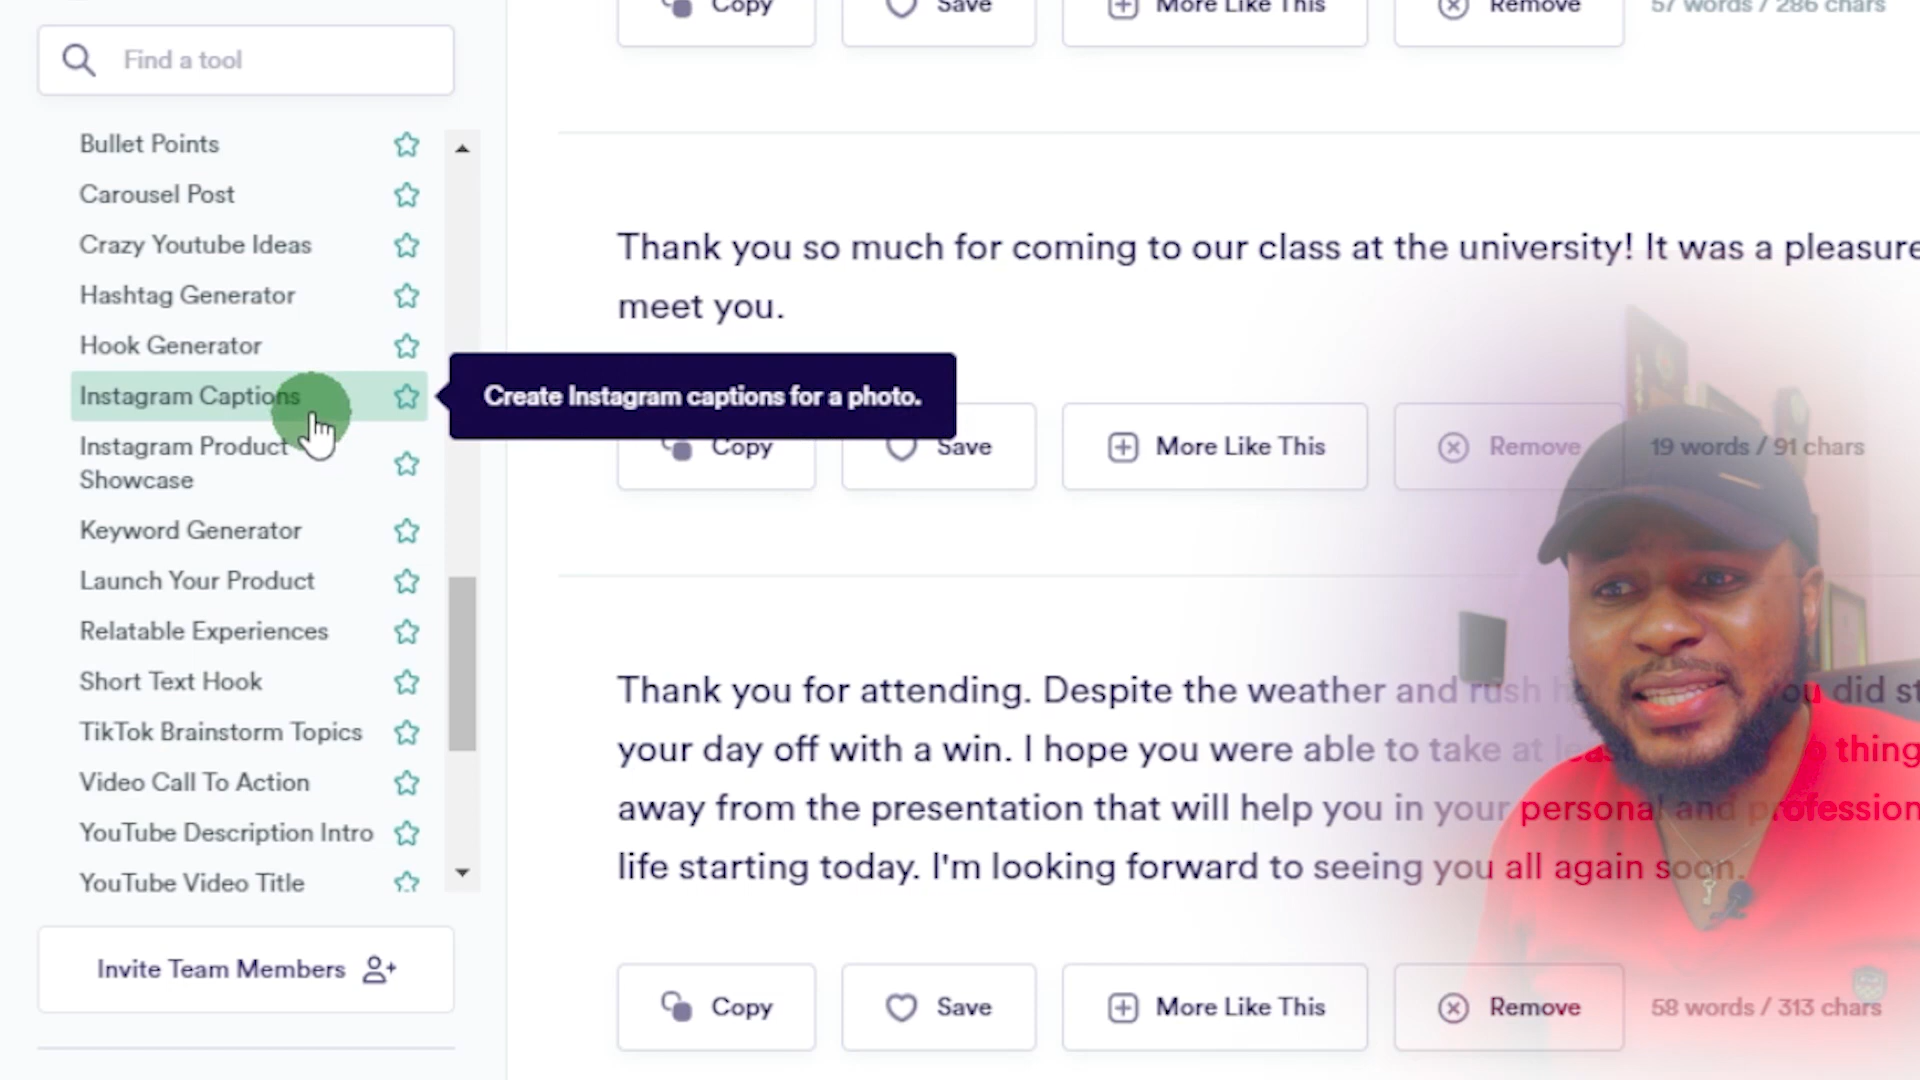 Find a tool
Bullet Points
Carousel Post
Crazy Youtube Ideas
Hashtag Generator
Hook Generator
Instagram Captions
Instagram Product
Showcase
Keyword Generator
Launch Your Product
Relatable Experiences
Short Text Hook
TikTok Brainstorm Topics
Video Call To Action
YouTube Description Intro
YouTube Video Title
Invite Team Members
Create Instagram captions for a photo.
Copy Save More Like This Remove 57 words / 286 chars
Thank you so much for coming to our class at the university! It was a pleasure
meet you.
Copy Save More Like This Remove 19 words / 91 chars
Thank you for attending. Despite the weather and rush you did
your day off with a win. I hope you were able to take at
away from the presentation that will help you in your personal and
life starting today. I'm looking forward to seeing you all again soon.
Copy Save More Like This Remove 58 words / 313 chars